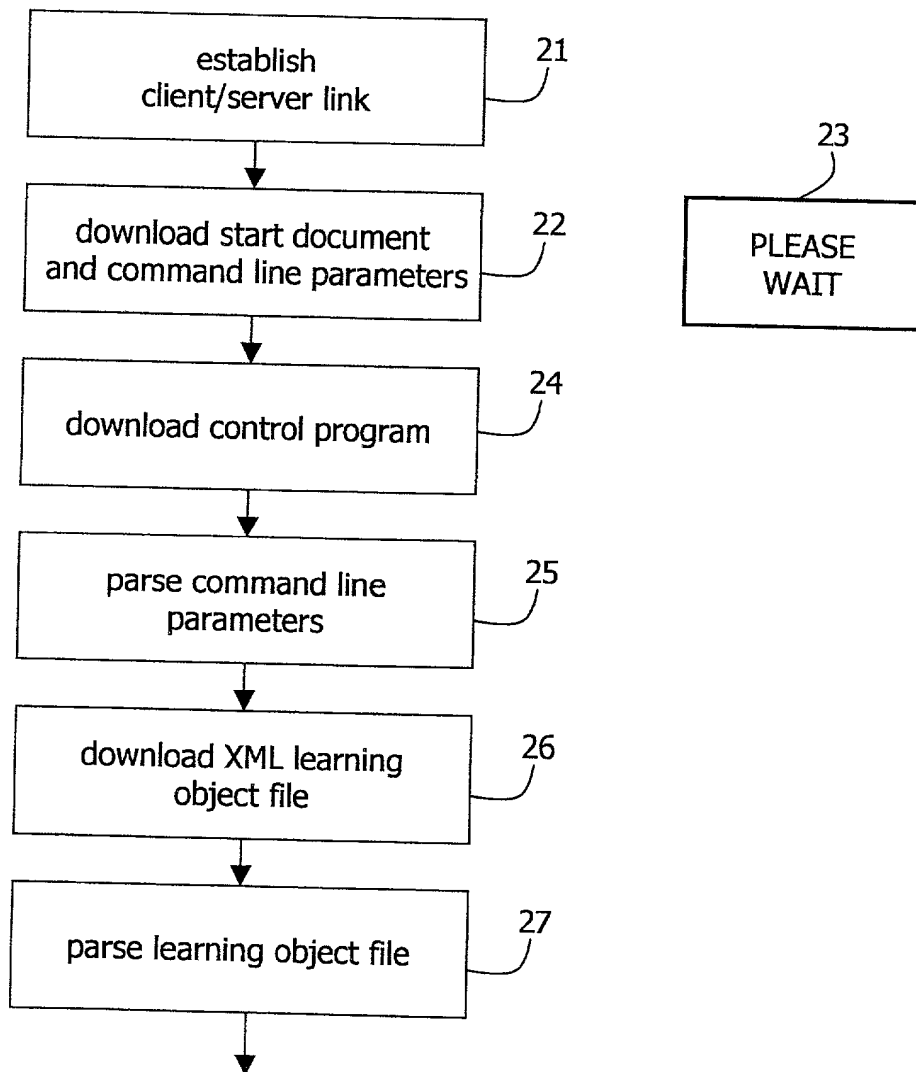 establish
client/server link
21
download start document
and command line parameters
22
23
PLEASE
WAIT
download control program
24
parse command line
parameters
25
download XML learning
object file
26
parse learning object file
27